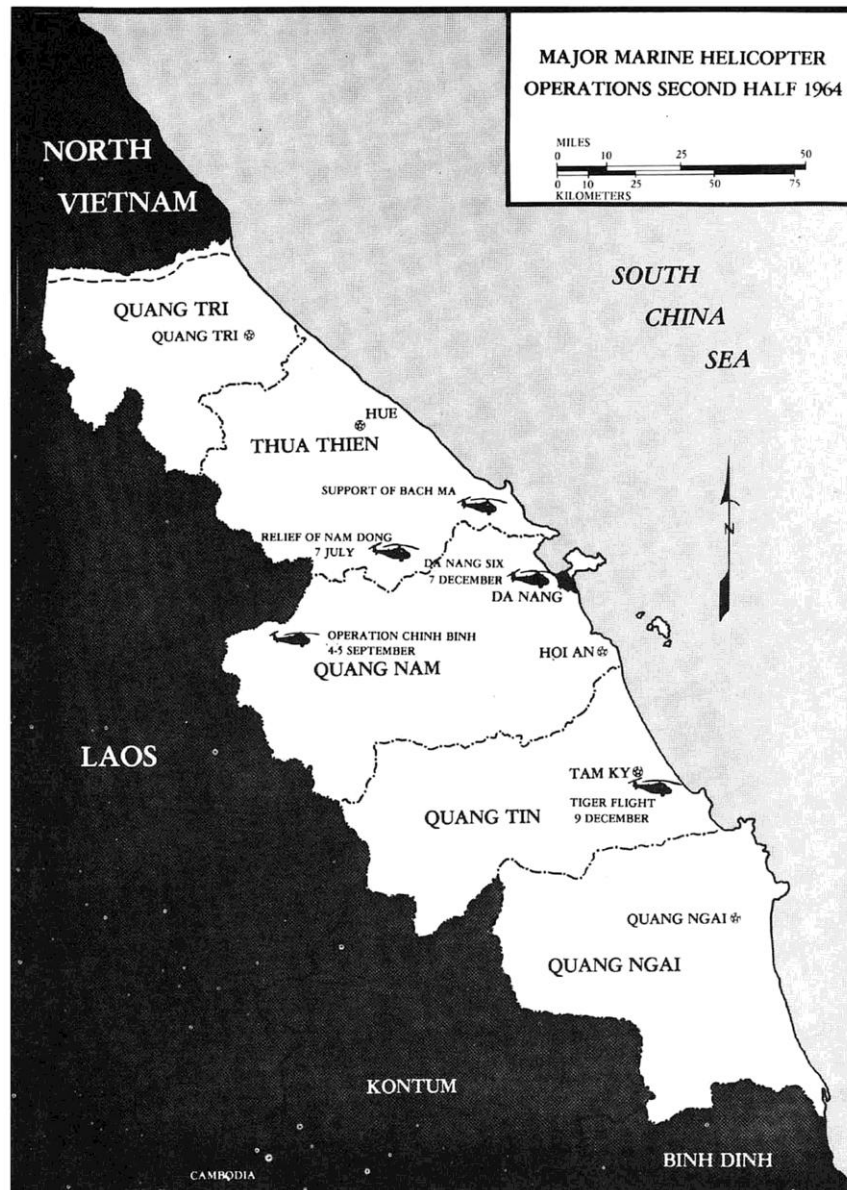 MAJOR MARINE HELICOPTER
OPERATIONS SECOND HALF 1964
MILES
0 10 25 50
0 10 25 50 75
KILOMETERS
NORTH
VIETNAM
SOUTH
CHINA
SEA
QUANG TRI
QUANG TRI
HUE
THUA THIEN
SUPPORT OF BACH MA
N
RELIEF OF NAM DONG
7 JULY
DA NANG SIX
7 DECEMBER
DA NANG
OPERATION CHINH BINH
4-5 SEPTEMBER
QUANG NAM
HOI AN
LAOS
TAM KY
TIGER FLIGHT
9 DECEMBER
QUANG TIN
QUANG NGAI
QUANG NGAI
KONTUM
BINH DINH
CAMBODIA